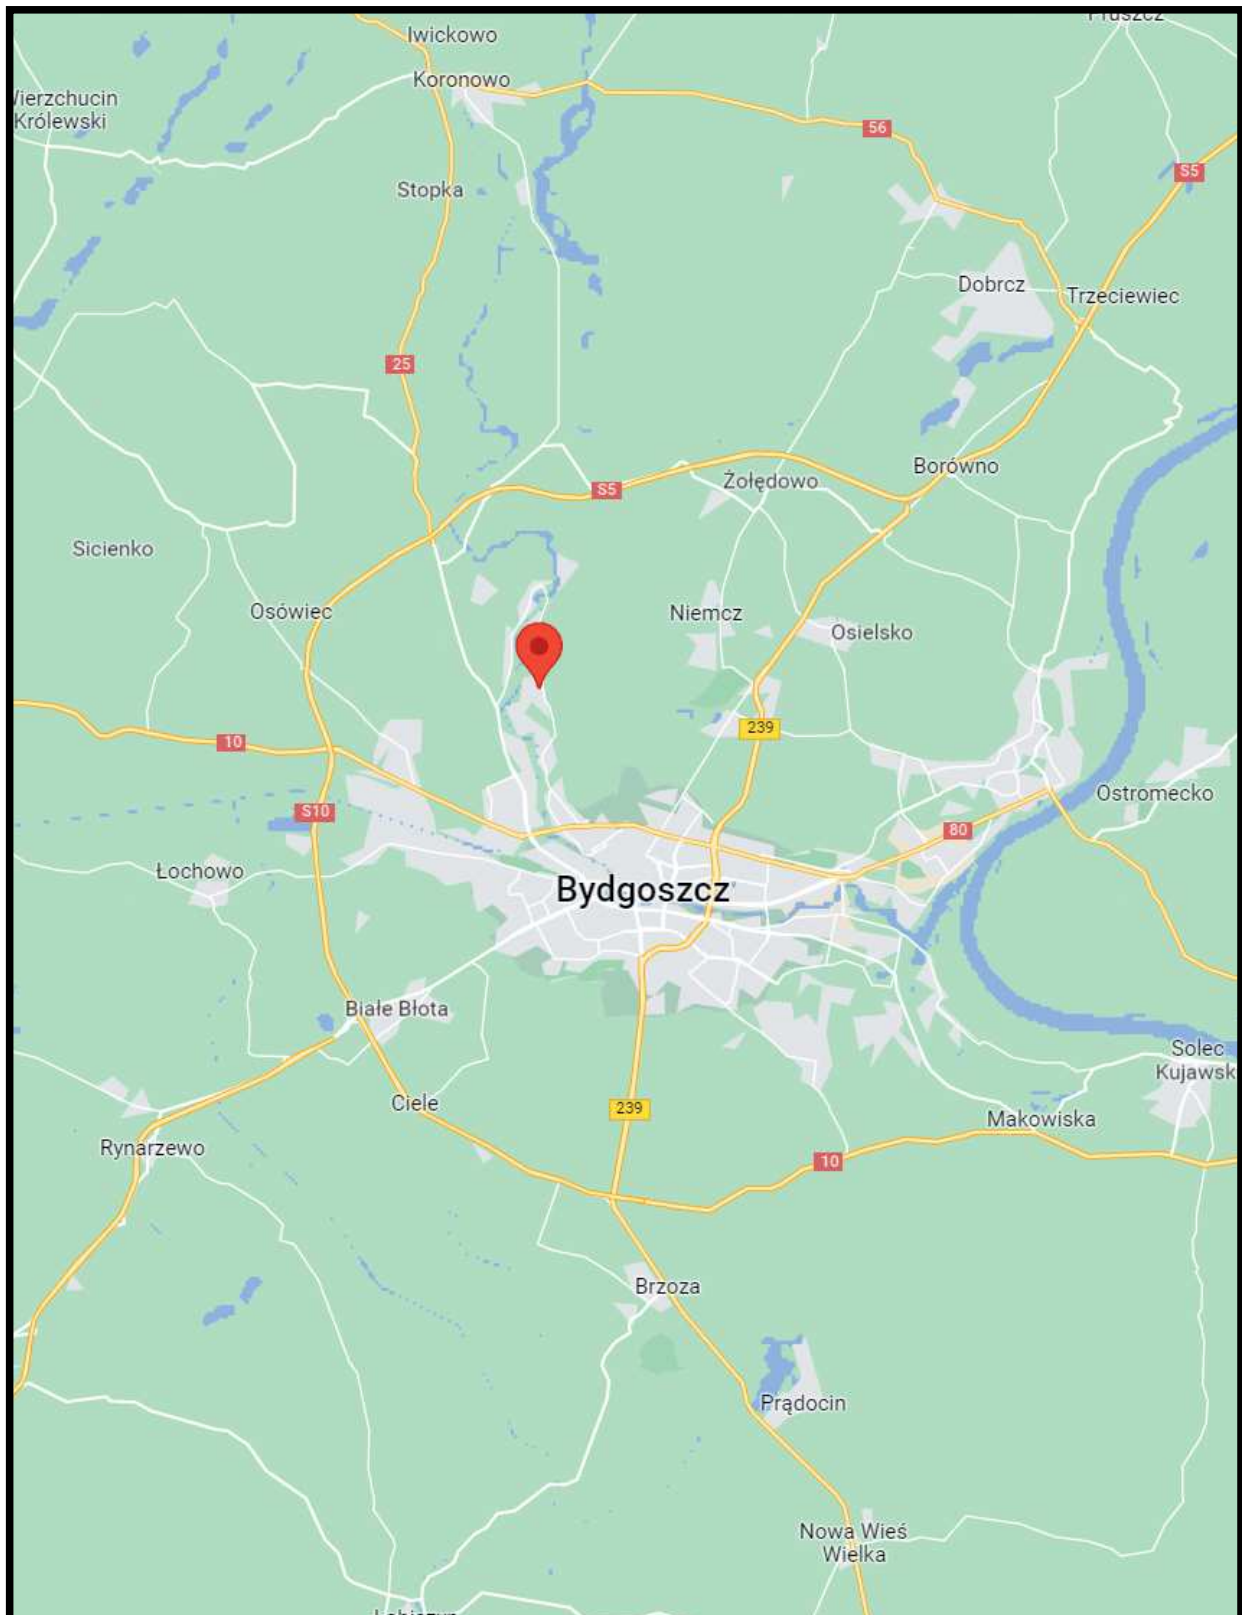 Iwickowo
Koronowo
Królewski
56
S5
Stopka
Dobrcz
Trzeciewiec
25
Borówno
Żołędowo
S5
Sicienko
Osówiec
Niemcz
Osielsko
239
10
Ostromecko
S10
80
Łochowo
Bydgoszcz
Białe Błota
Solec
Kujawsk
Ciele
239
Makowiska
Rynarzewo
10
Brzoza
Prądocin
Nowa Wieś
Wielka